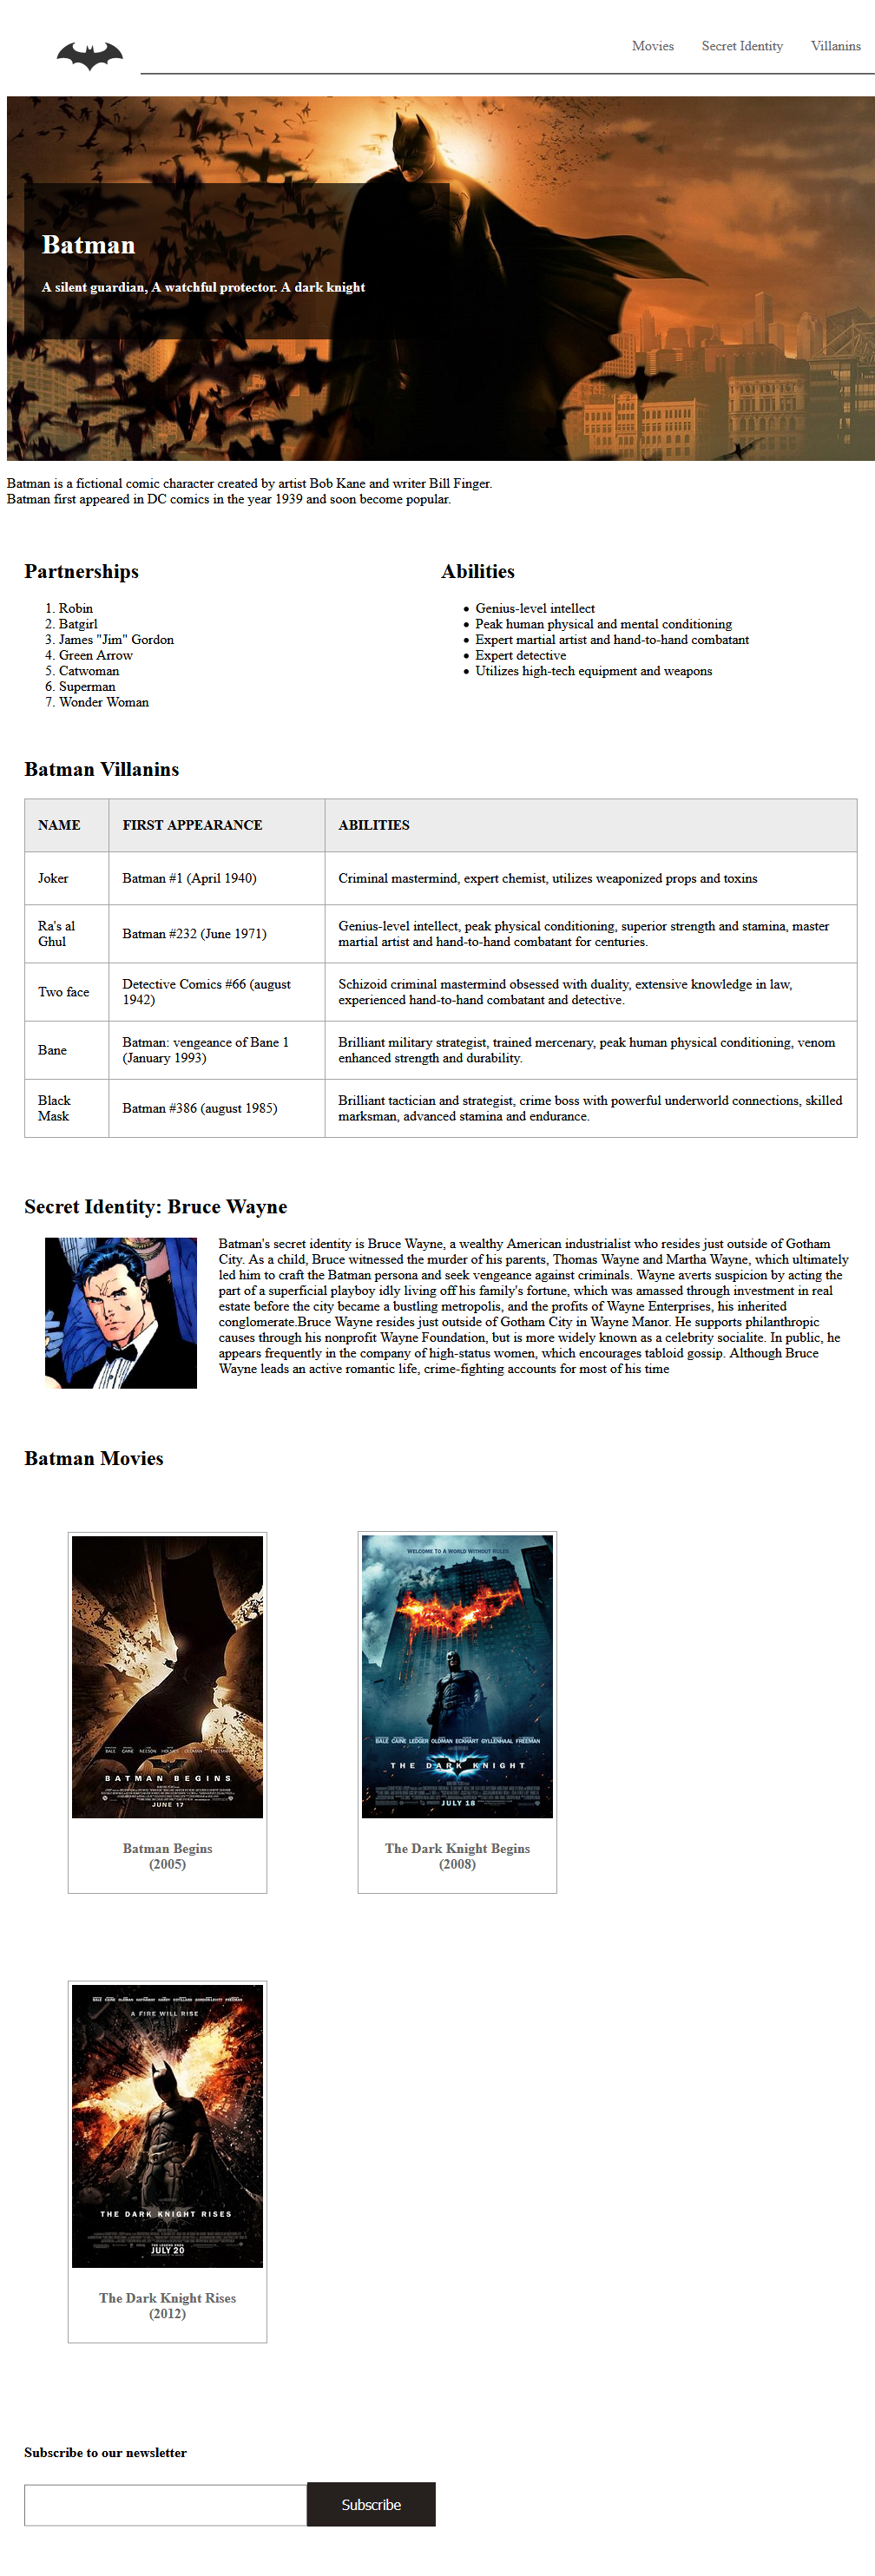 Movies Secret Identity Villanins
Batman
A silent guardian, A watchful protector. A dark knight
Batman is a fictional comic character created by artist Bob Kane and writer Bill Finger.
Batman first appeared in DC comics in the year 1939 and soon become popular.
Partnerships
1. Robin
2. Batgirl
3. James "Jim" Gordon
4. Green Arrow
5. Catwoman
6. Superman
7. Wonder Woman
Abilities
• Genius-level intellect
• Peak human physical and mental conditioning
• Expert martial artist and hand-to-hand combatant
• Expert detective
• Utilizes high-tech equipment and weapons
Batman Villanins
NAME FIRST APPEARANCE ABILITIES
Joker Batman #1 (April 1940) Criminal mastermind, expert chemist, utilizes weaponized props and toxins
Ra's al
Ghul
Batman #232 (June 1971)
Genius-level intellect, peak physical conditioning, superior strength and stamina, master
martial artist and hand-to-hand combatant for centuries.
Two face
Detective Comics #66 (august
1942)
Schizoid criminal mastermind obsessed with duality, extensive knowledge in law,
experienced hand-to-hand combatant and detective.
Bane
Batman: vengeance of Bane 1
(January 1993)
Brilliant military strategist, trained mercenary, peak human physical conditioning, venom
enhanced strength and durability.
Black
Mask
Batman #386 (august 1985)
Brilliant tactician and strategist, crime boss with powerful underworld connections, skilled
marksman, advanced stamina and endurance.
Secret Identity: Bruce Wayne
Batman's secret identity is Bruce Wayne, a wealthy American industrialist who resides just outside of Gotham
City. As a child, Bruce witnessed the murder of his parents, Thomas Wayne and Martha Wayne, which ultimately
led him to craft the Batman persona and seek vengeance against criminals. Wayne averts suspicion by acting the
part of a superficial playboy idly living off his family's fortune, which was amassed through investment in real
estate before the city became a bustling metropolis, and the profits of Wayne Enterprises, his inherited
conglomerate.Bruce Wayne resides just outside of Gotham City in Wayne Manor. He supports philanthropic
causes through his nonprofit Wayne Foundation, but is more widely known as a celebrity socialite. In public, he
appears frequently in the company of high-status women, which encourages tabloid gossip. Although Bruce
Wayne leads an active romantic life, crime-fighting accounts for most of his time
Batman Movies
BALE CAINE NEESON OLDMAN FREEMAN
BATMAN BEGINS
JUNE 17
Batman Begins
(2005)
WELCOME TO A WORLD WITHOUT RULES.
BALE CAINE LEDGER OLDMAN ECKHART GYLLENHAAL FREEMAN
THE DARK KNIGHT
JULY 18
The Dark Knight Begins
(2008)
A FIRE WILL RISE
THE DARK KNIGHT RISES
JULY 20
The Dark Knight Rises
(2012)
Subscribe to our newsletter
Subscribe